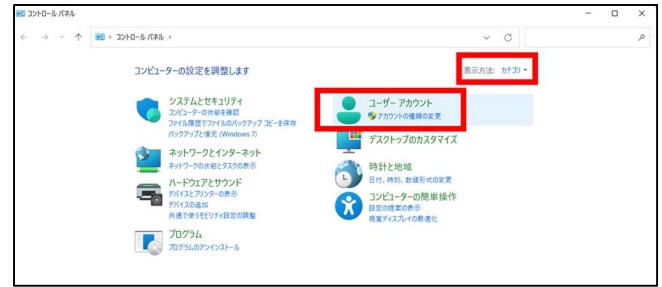 コントロール パネル
コントロール パネル
コンピューターの設定を調整します
表示方法: カテゴリ
システムとセキュリティ
コンピューターの状態を確認
ファイル履歴でファイルのバックアップ コピーを保存
バックアップと復元 (Windows 7)
ネットワークとインターネット
ネットワークの状態とタスクの表示
ハードウェアとサウンド
デバイスとプリンターの表示
デバイスの追加
共通で使うモビリティ設定の調整
プログラム
プログラムのアンインストール
ユーザー アカウント
アカウントの種類の変更
デスクトップのカスタマイズ
時計と地域
日付、時刻、数値形式の変更
コンピューターの簡単操作
設定の提案の表示
視覚ディスプレイの最適化